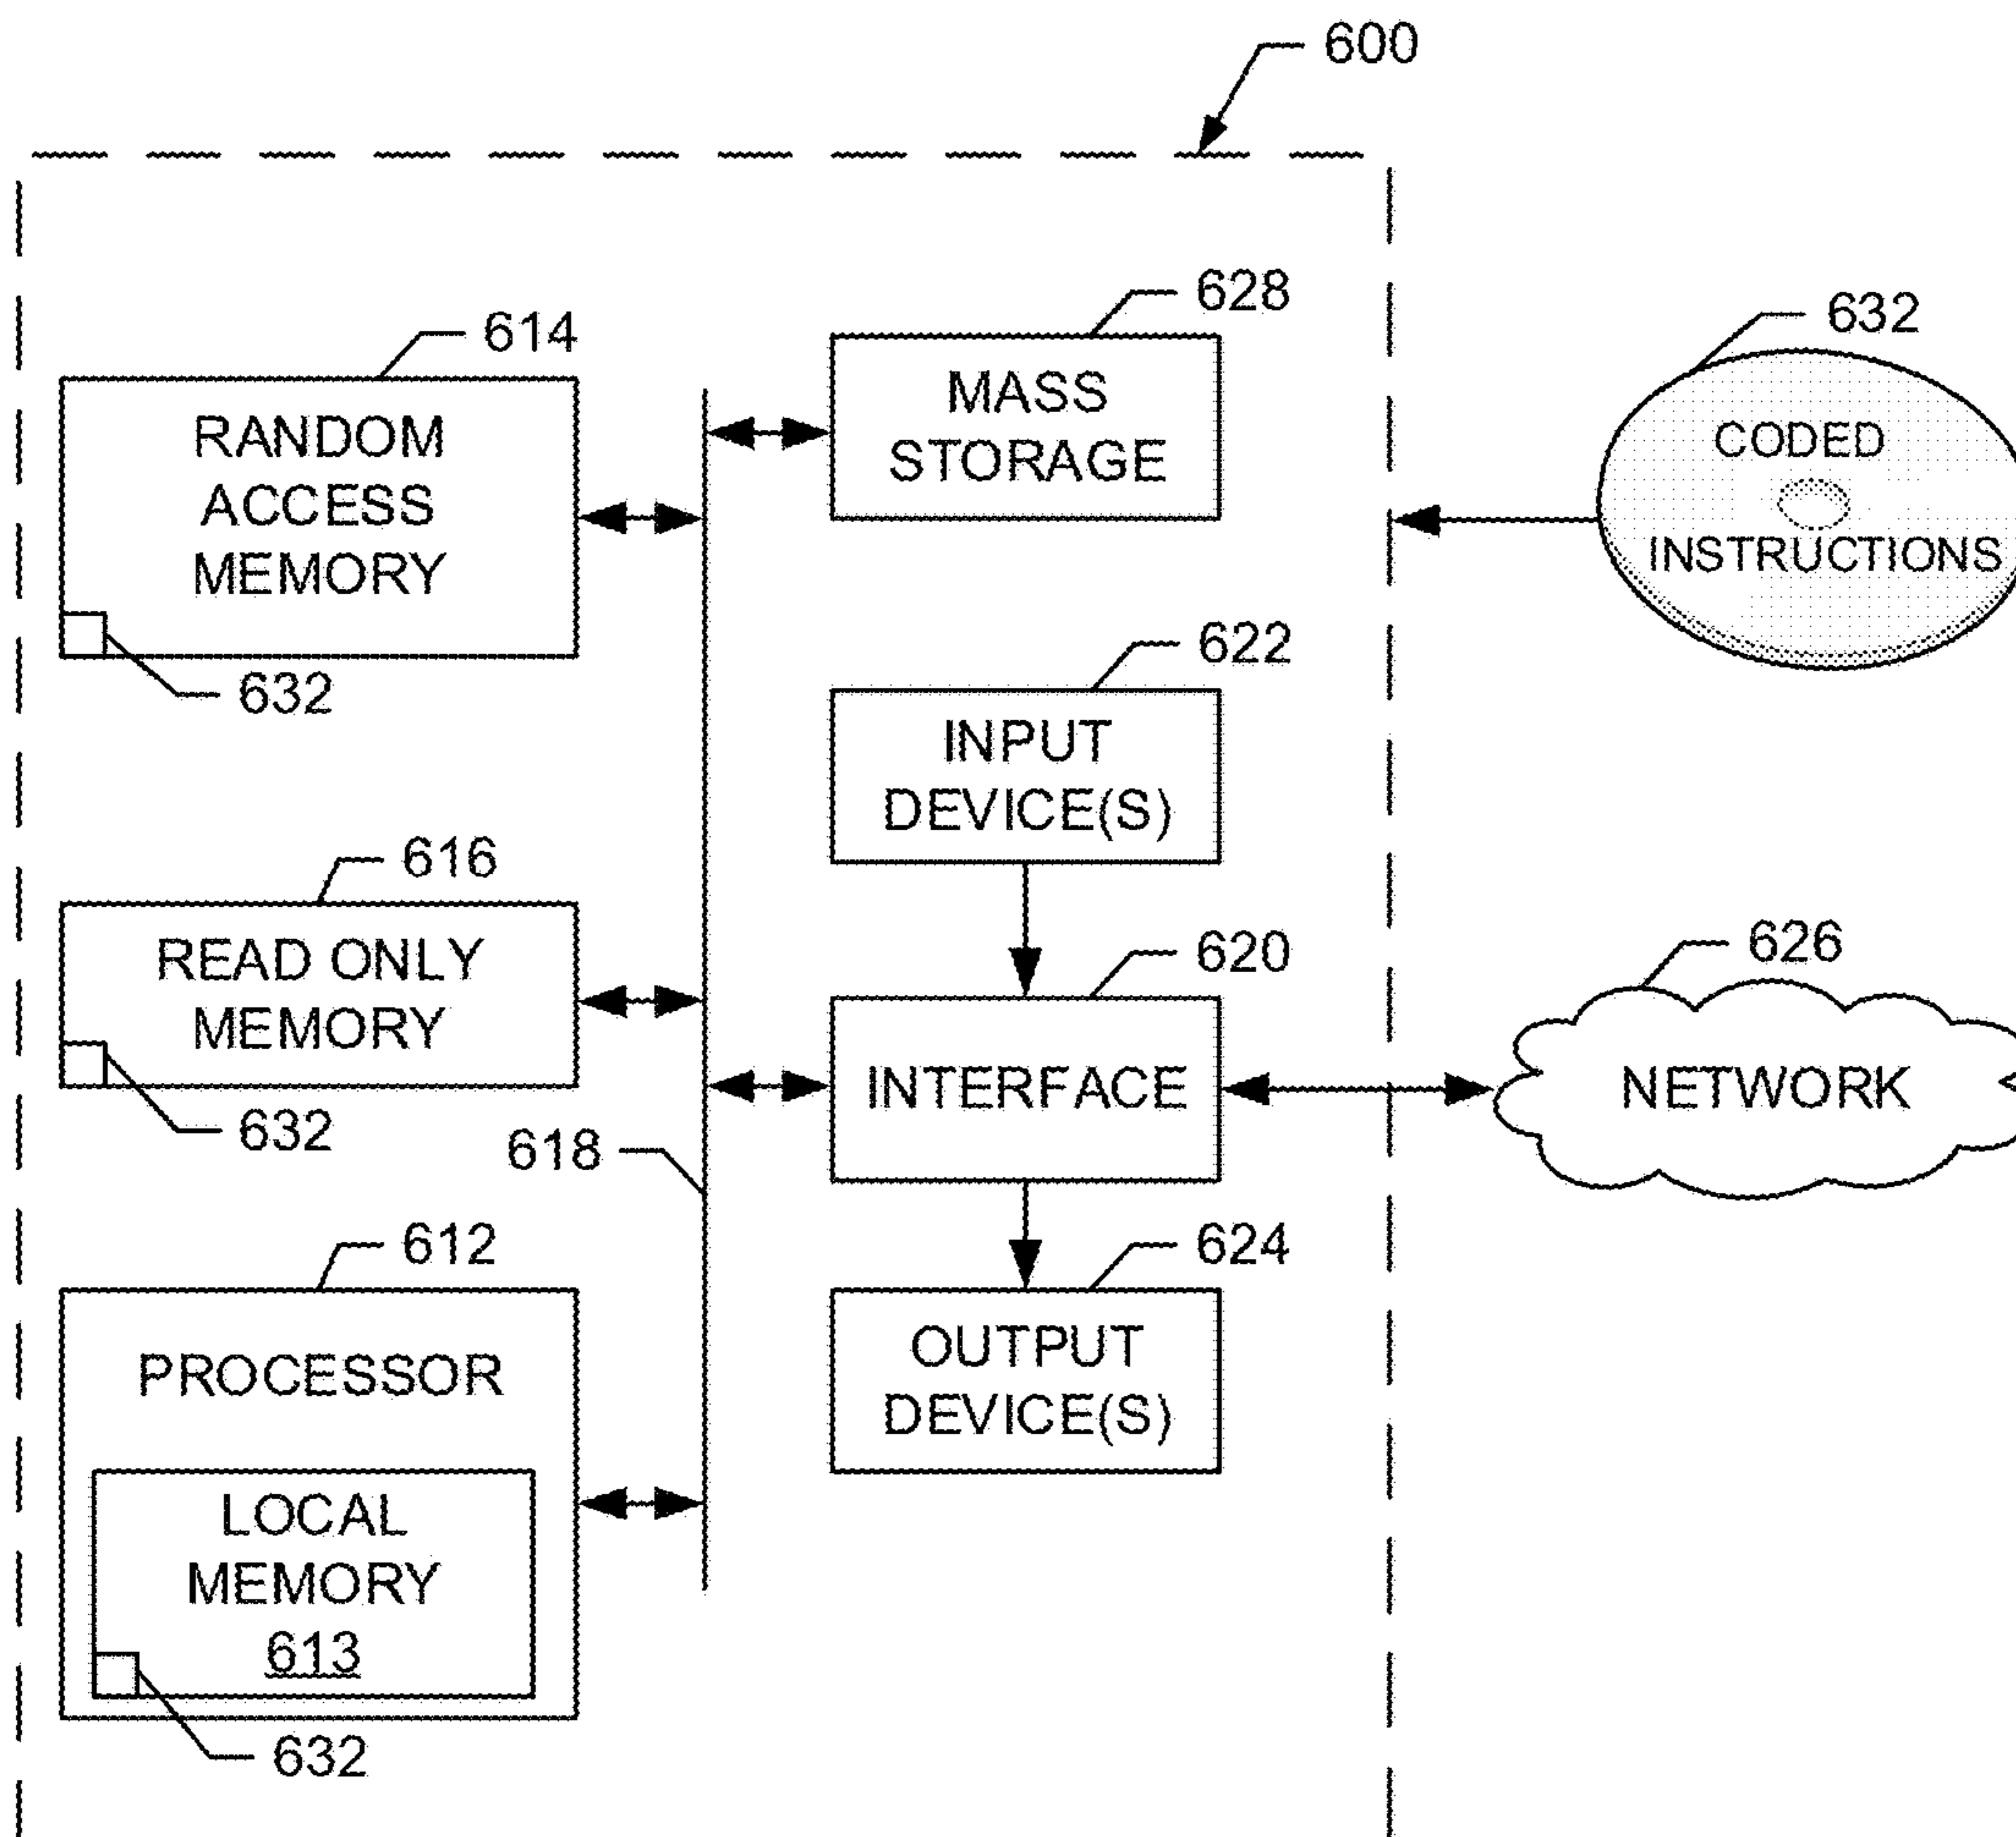 600
614
RANDOM
ACCESS
MEMORY
632
628
MASS
STORAGE
632
CODED
INSTRUCTIONS
622
INPUT
DEVICE(S)
616
READ ONLY
MEMORY
632
620
INTERFACE
626
NETWORK
618
612
PROCESSOR
LOCAL
MEMORY
613
632
624
OUTPUT
DEVICE(S)